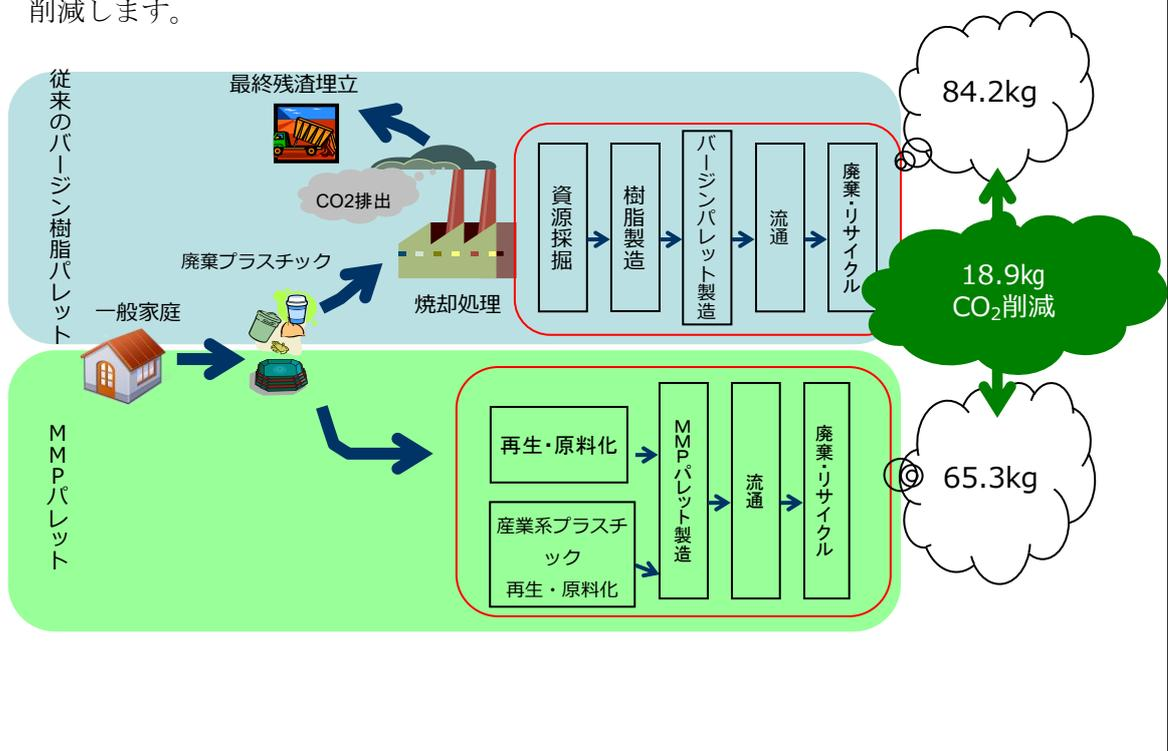 削減します。
従来のバージン樹脂パレット
最終残渣埋立
CO2排出
廃棄プラスチック
一般家庭
焼却処理
資源採掘
樹脂製造
バージンパレット製造
流通
廃棄・リサイクル
84.2kg
18.9㎏
CO₂削減
MMPパレット
再生・原料化
産業系プラスチ
ック
再生・原料化
MMPパレット製造
流通
廃棄・リサイクル
65.3kg